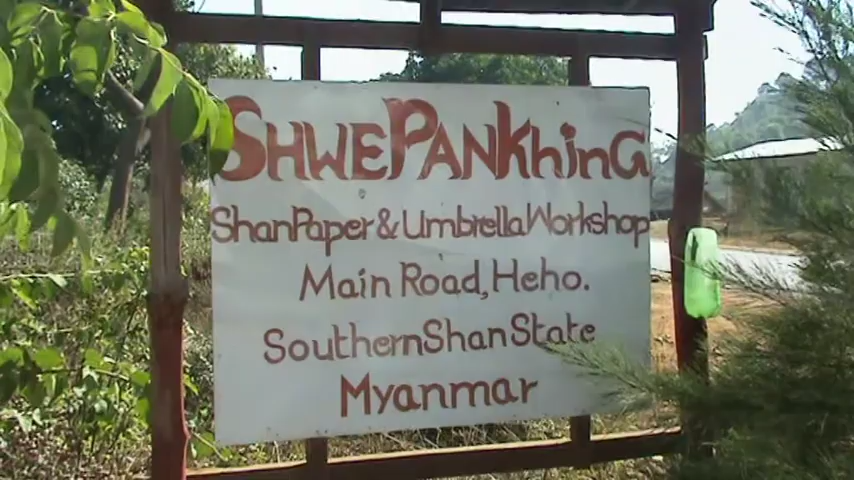 ShwePanKhinG
ShanPaper&UmbrellaWorkshop
Main Road, Heho.
SouthernShanState
Myanmar